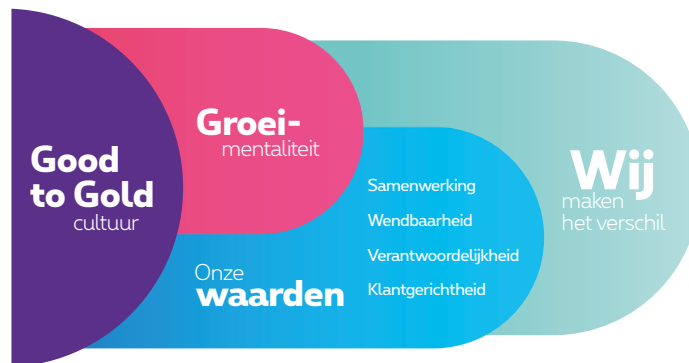 Good
to Gold
cultuur
Groei-
mentaliteit
Onze
waarden
Samenwerking
Wendbaarheid
Verantwoordelijkheid
Klantgerichtheid
Wij
maken
het verschil